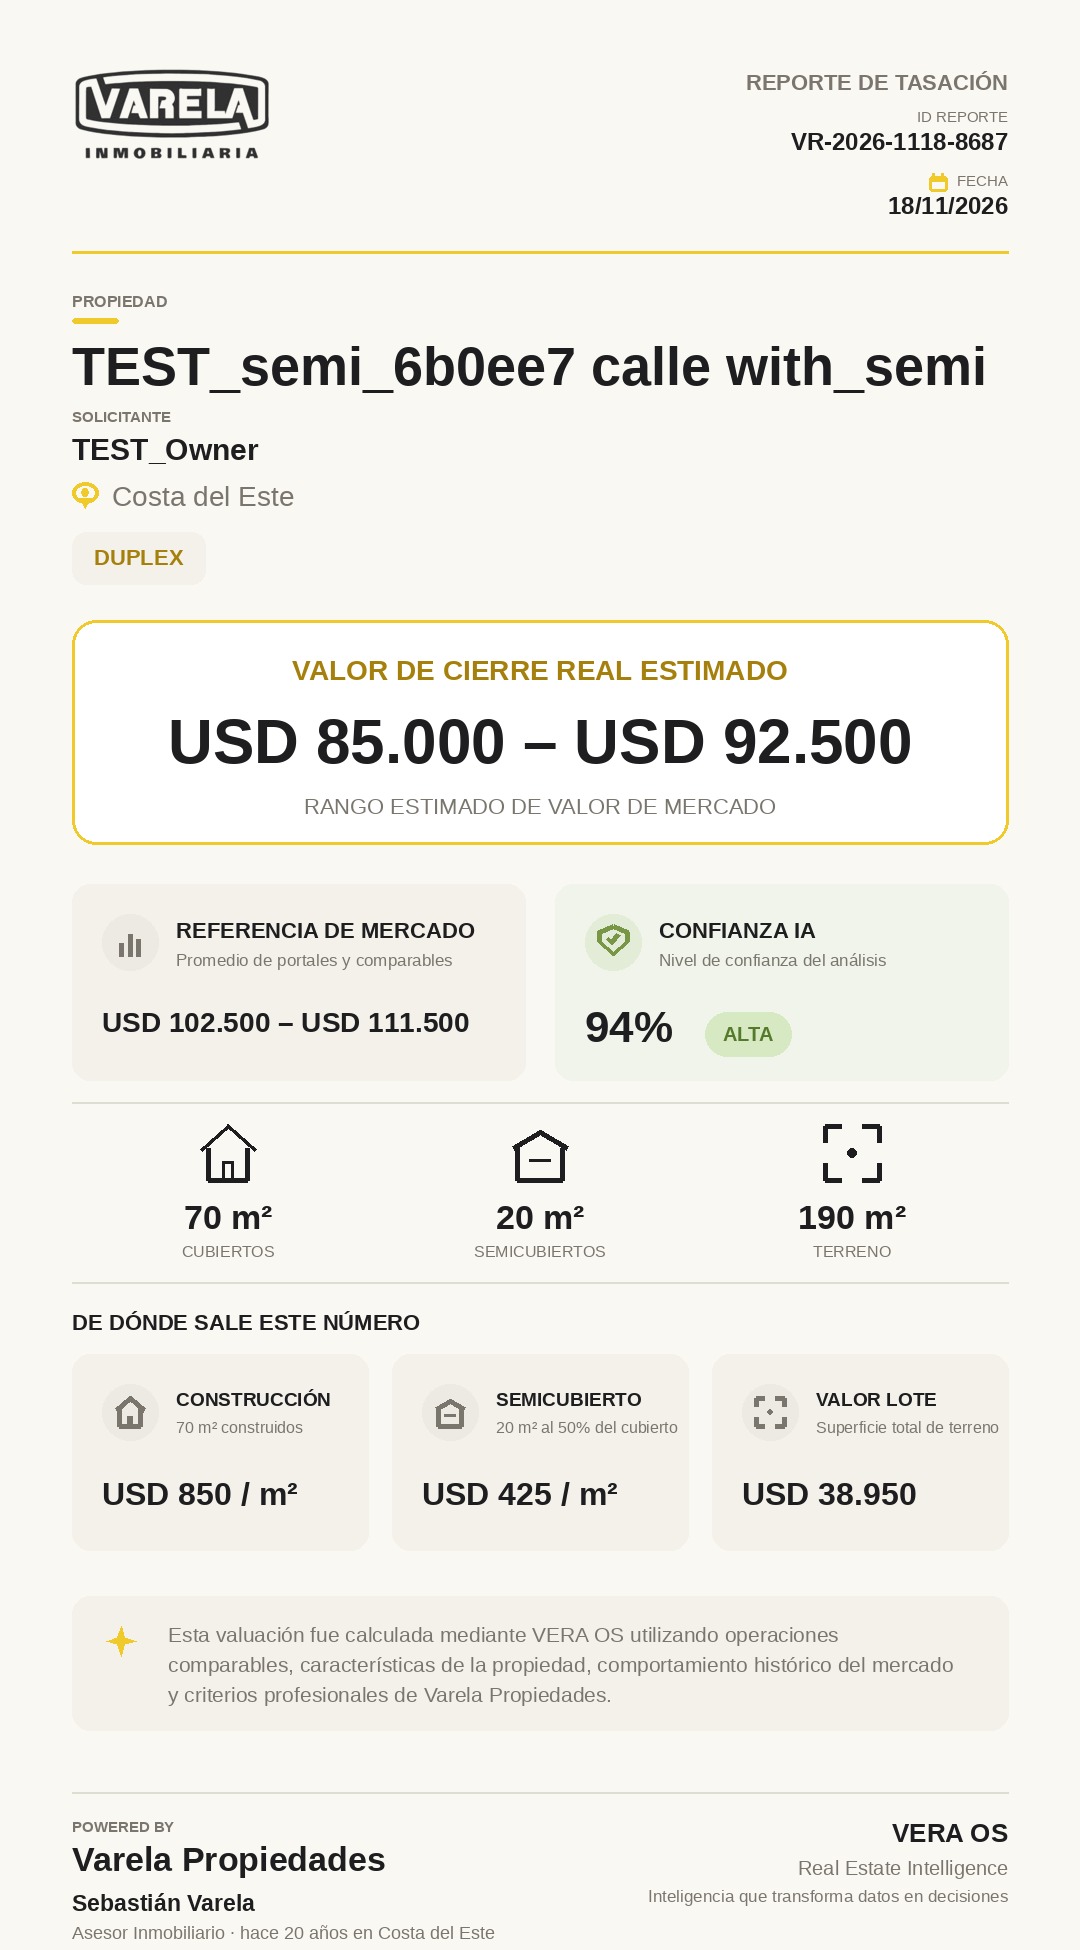 VARELA
INMOBILIARIA
REPORTE DE TASACIÓN
ID REPORTE
VR-2026-1118-8687
FECHA
18/11/2026
PROPIEDAD
TEST_semi_6b0ee7 calle with_semi
SOLICITANTE
TEST_Owner
Costa del Este
DUPLEX
VALOR DE CIERRE REAL ESTIMADO
USD 85.000 – USD 92.500
RANGO ESTIMADO DE VALOR DE MERCADO
REFERENCIA DE MERCADO
Promedio de portales y comparables
USD 102.500 – USD 111.500
CONFIANZA IA
Nivel de confianza del análisis
94% ALTA
70 m² 20 m² 190 m²
CUBIERTOS SEMICUBIERTOS TERRENO
DE DÓNDE SALE ESTE NÚMERO
CONSTRUCCIÓN
70 m² construidos
USD 850 / m²
SEMICUBIERTO
20 m² al 50% del cubierto
USD 425 / m²
VALOR LOTE
Superficie total de terreno
USD 38.950
Esta valuación fue calculada mediante VERA OS utilizando operaciones
comparables, características de la propiedad, comportamiento histórico del mercado
y criterios profesionales de Varela Propiedades.
POWERED BY
Varela Propiedades
Sebastián Varela
Asesor Inmobiliario · hace 20 años en Costa del Este
VERA OS
Real Estate Intelligence
Inteligencia que transforma datos en decisiones